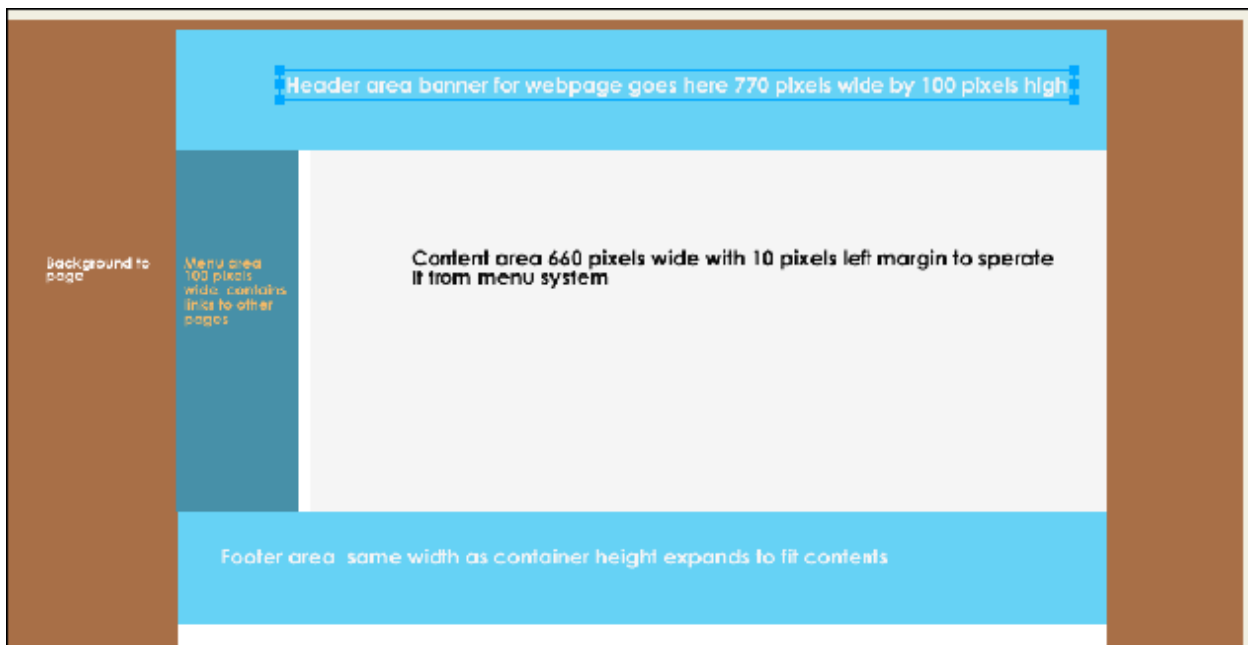 Header area banner for webpage goes here 770 pixels wide by 100 pixels high
Background to
page
Menu area
100 pixels
wide contains
links to other
pages
Content area 660 pixels wide with 10 pixels left margin to sperate
it from menu system
Footer area same width as container height expands to fit contents